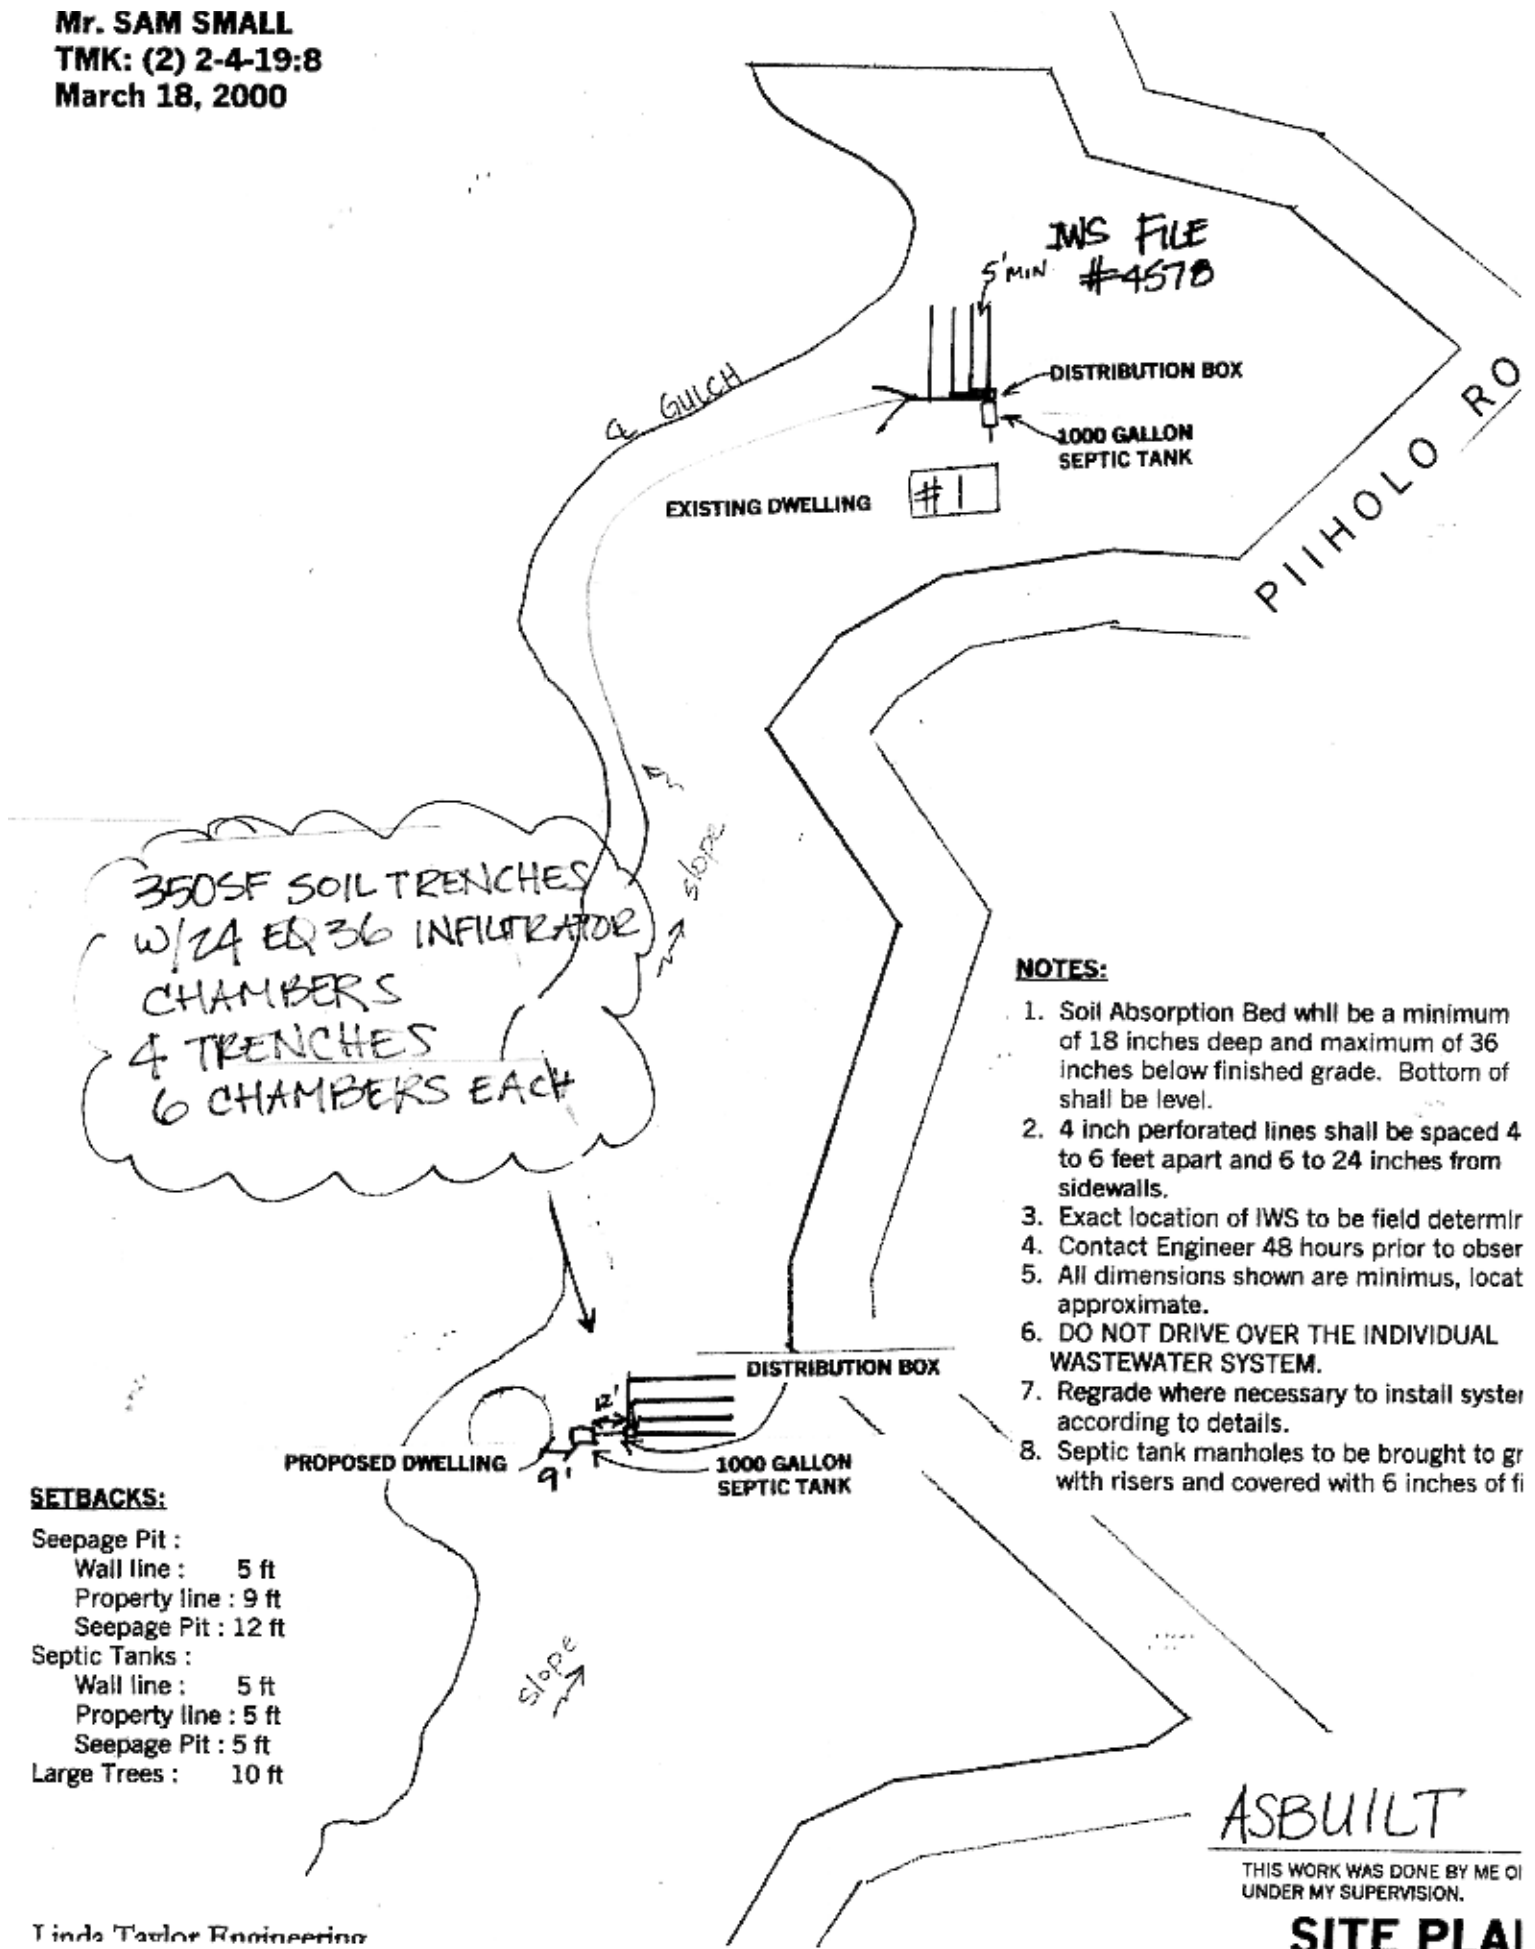 Mr. SAM SMALL
TMK: (2) 2-4-19:8
March 18, 2000
IWS FILE
#4578
5' MIN
DISTRIBUTION BOX
1000 GALLON
SEPTIC TANK
℄ GULCH
EXISTING DWELLING
#1
PIIHOLO RO
slope
350SF SOIL TRENCHES
W/24 EQ 36 INFILTRATOR
CHAMBERS
4 TRENCHES
6 CHAMBERS EACH
NOTES:
1. Soil Absorption Bed whll be a minimum
of 18 inches deep and maximum of 36
inches below finished grade. Bottom of
shall be level.
2. 4 inch perforated lines shall be spaced 4
to 6 feet apart and 6 to 24 inches from
sidewalls.
3. Exact location of IWS to be field determin
4. Contact Engineer 48 hours prior to obser
5. All dimensions shown are minimus, locat
approximate.
6. DO NOT DRIVE OVER THE INDIVIDUAL
WASTEWATER SYSTEM.
7. Regrade where necessary to install syster
according to details.
8. Septic tank manholes to be brought to gr
with risers and covered with 6 inches of fi
DISTRIBUTION BOX
12'
PROPOSED DWELLING
9'
1000 GALLON
SEPTIC TANK
SETBACKS:
Seepage Pit :
Wall line : 5 ft
Property line : 9 ft
Seepage Pit : 12 ft
Septic Tanks :
Wall line : 5 ft
Property line : 5 ft
Seepage Pit : 5 ft
Large Trees : 10 ft
slope
ASBUILT
THIS WORK WAS DONE BY ME O
UNDER MY SUPERVISION.
SITE PLA
Linda Taylor Engineering